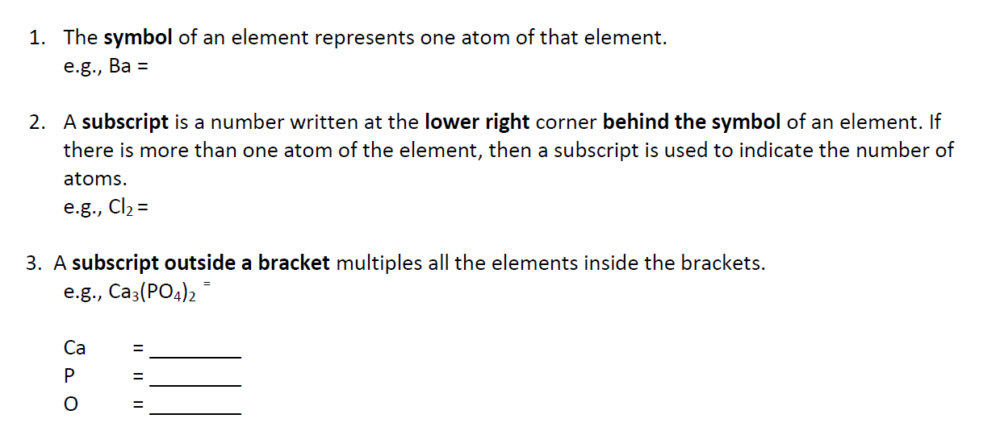 1. The symbol of an element represents one atom of that element.
e.g., Ba =
2. A subscript is a number written at the lower right corner behind the symbol of an element. If
there is more than one atom of the element, then a subscript is used to indicate the number of
atoms.
e.g., Cl₂ =
3. A subscript outside a bracket multiples all the elements inside the brackets.
e.g., Ca₃(PO₄)₂ =
Ca = ________
P = ________
O = ________